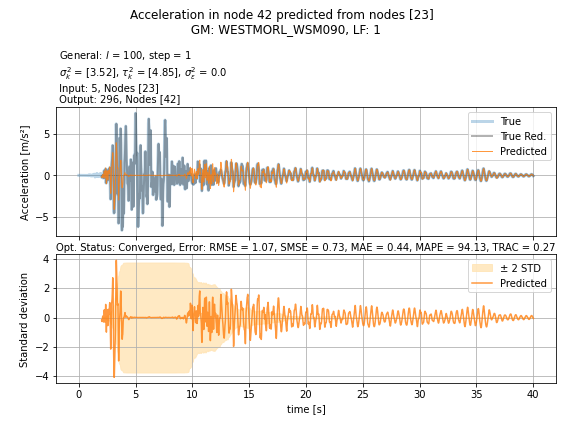 Acceleration in node 42 predicted from nodes [23]
GM: WESTMORL_WSM090, LF: 1
General: l = 100, step = 1
σ²ₖ = [3.52], τ²ₖ = [4.85], σ²ε = 0.0
Input: 5, Nodes [23]
Output: 296, Nodes [42]
True
True Red.
Predicted
Acceleration [m/s²]
5
0
−5
Opt. Status: Converged, Error: RMSE = 1.07, SMSE = 0.73, MAE = 0.44, MAPE = 94.13, TRAC = 0.27
± 2 STD
Predicted
Standard deviation
4
2
0
−2
−4
0 5 10 15 20 25 30 35 40
time [s]